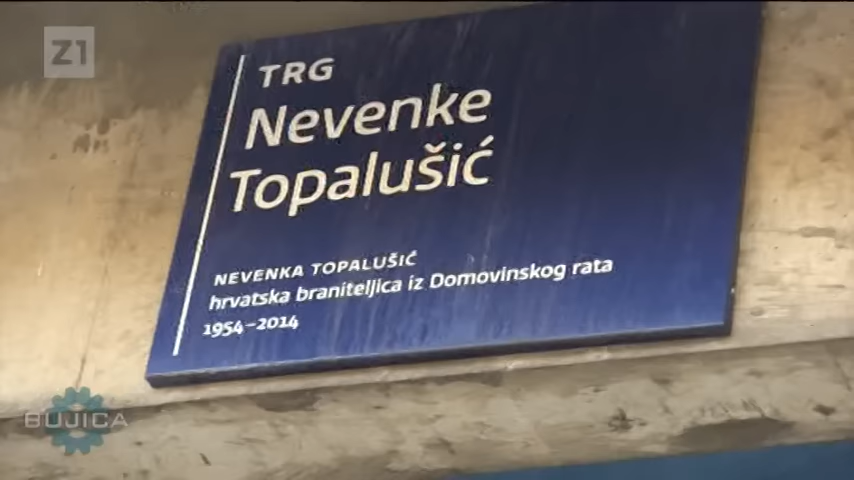 Z1
TRG
Nevenke
Topalušić
NEVENKA TOPALUŠIĆ
hrvatska braniteljica iz Domovinskog rata
1954–2014
BUJICA